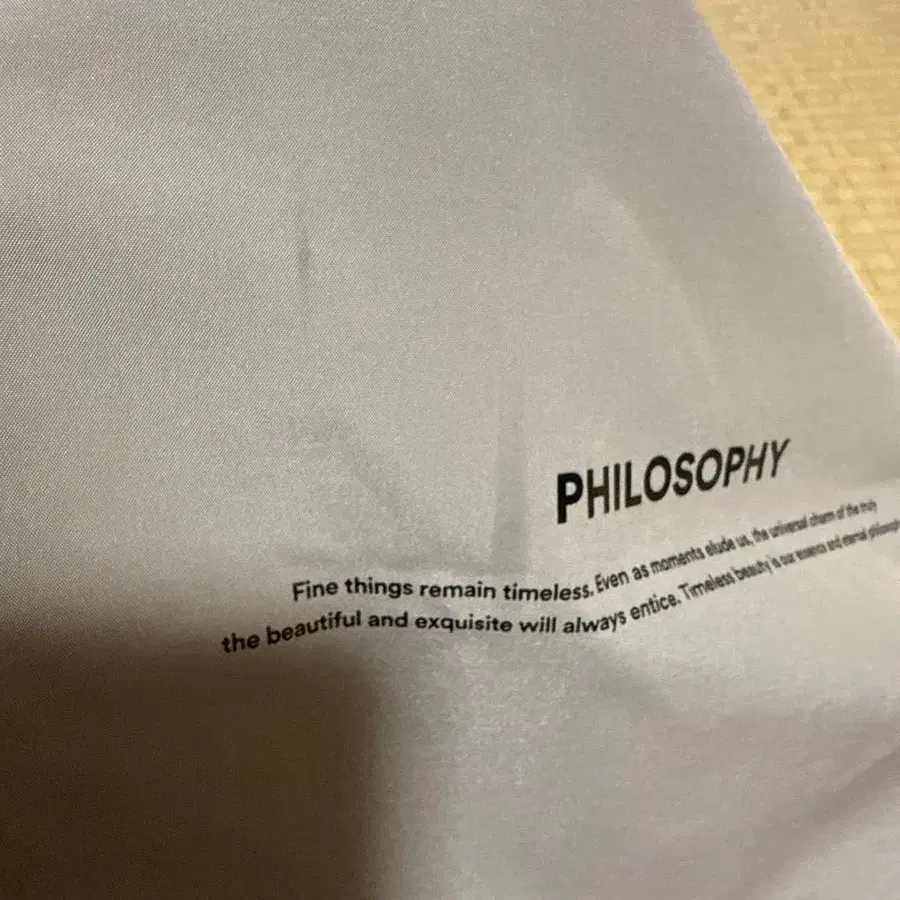 PHILOSOPHY
Fine things remain timeless. Even as moments elude us, the universal charm of the truly
the beautiful and exquisite will always entice. Timeless beauty is our essence and eternal